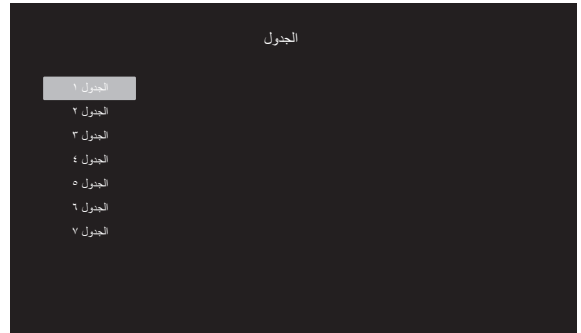 الجدول
الجدول ١
الجدول ٢
الجدول ٣
الجدول ٤
الجدول ٥
الجدول ٦
الجدول ٧